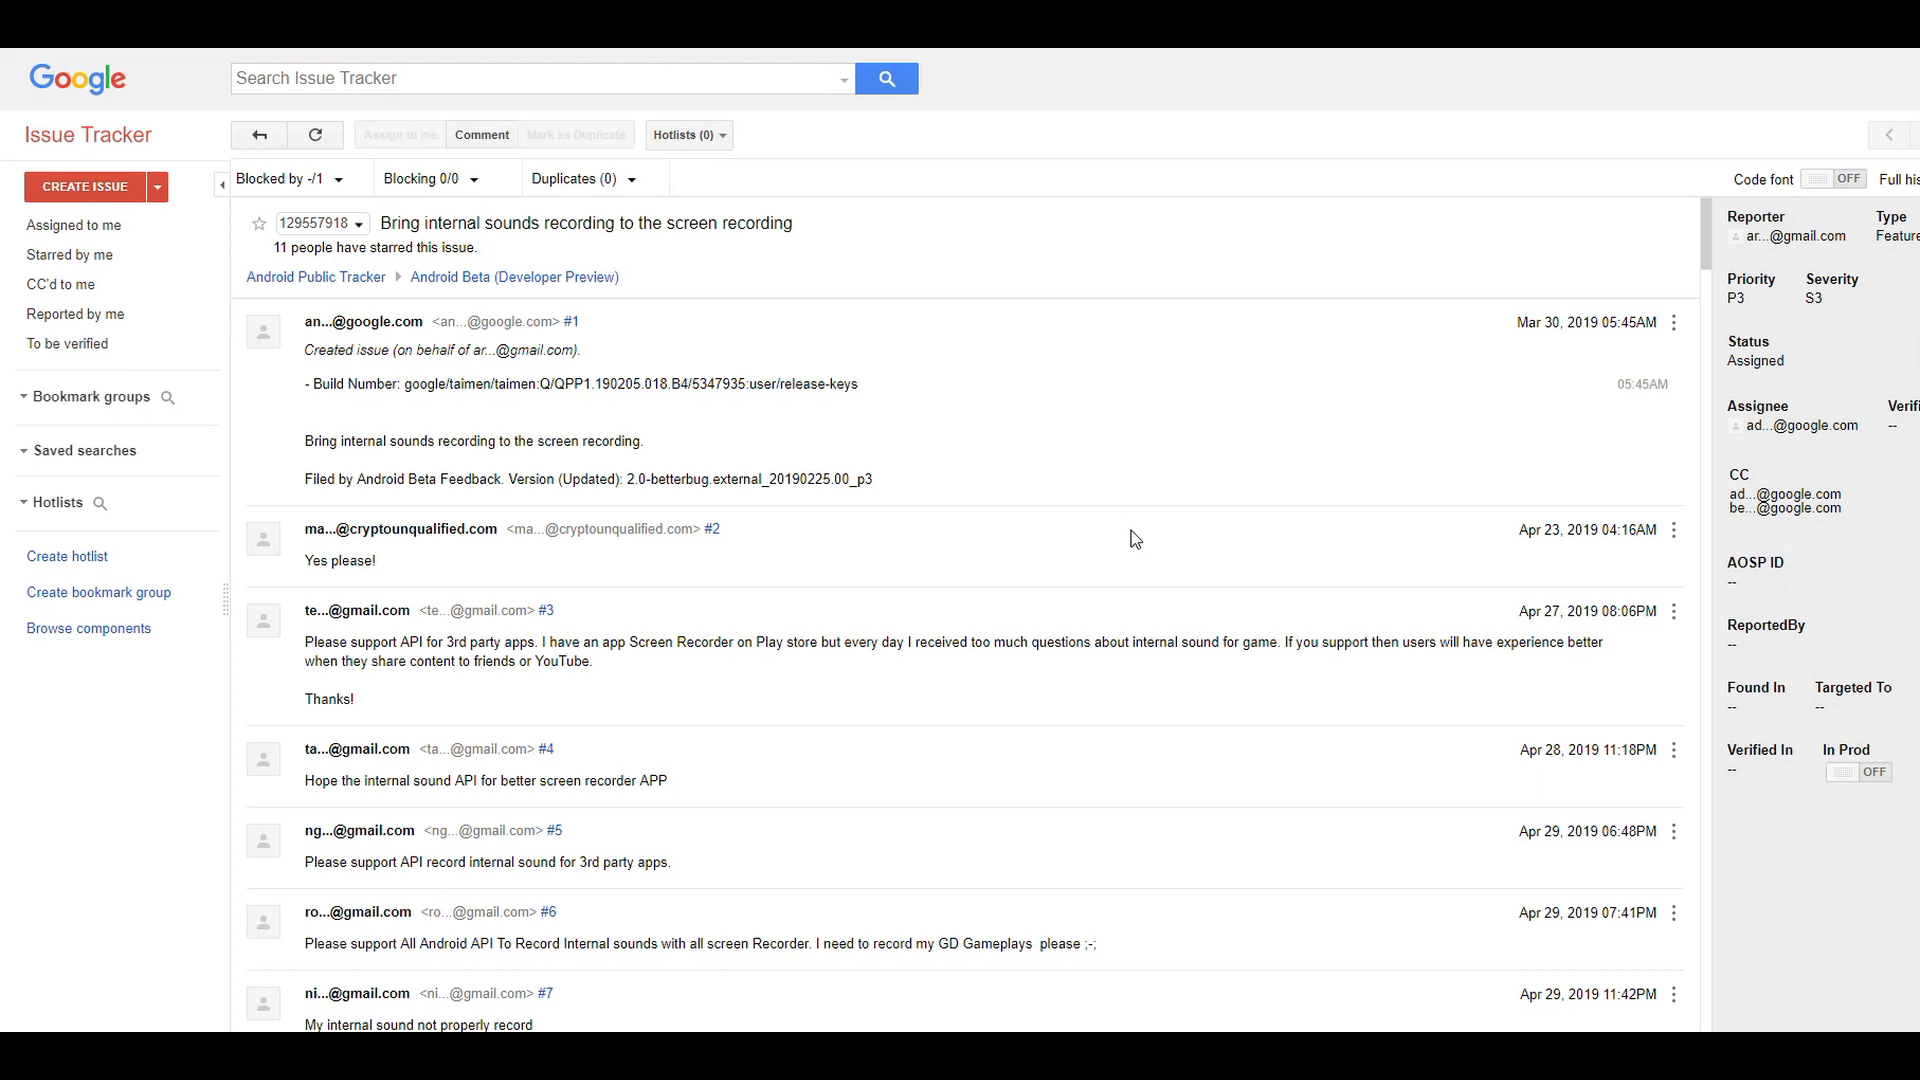 Google
Search Issue Tracker
Issue Tracker
Assign to me
Comment
Mark as Duplicate
Hotlists (0)
CREATE ISSUE
Blocked by -/1
Blocking 0/0
Duplicates (0)
Code font
OFF
Full his
Assigned to me
Starred by me
CC'd to me
Reported by me
To be verified
Bookmark groups
Saved searches
Hotlists
Create hotlist
Create bookmark group
Browse components
129557918
Bring internal sounds recording to the screen recording
11 people have starred this issue.
Android Public Tracker
Android Beta (Developer Preview)
an...@google.com <an...@google.com> #1
Mar 30, 2019 05:45AM
Created issue (on behalf of ar...@gmail.com).
- Build Number: google/taimen/taimen:Q/QPP1.190205.018.B4/5347935:user/release-keys
05:45AM
Bring internal sounds recording to the screen recording.
Filed by Android Beta Feedback. Version (Updated): 2.0-betterbug.external_20190225.00_p3
ma...@cryptounqualified.com <ma...@cryptounqualified.com> #2
Apr 23, 2019 04:16AM
Yes please!
te...@gmail.com <te...@gmail.com> #3
Apr 27, 2019 08:06PM
Please support API for 3rd party apps. I have an app Screen Recorder on Play store but every day I received too much questions about internal sound for game. If you support then users will have experience better
when they share content to friends or YouTube.
Thanks!
ta...@gmail.com <ta...@gmail.com> #4
Apr 28, 2019 11:18PM
Hope the internal sound API for better screen recorder APP
ng...@gmail.com <ng...@gmail.com> #5
Apr 29, 2019 06:48PM
Please support API record internal sound for 3rd party apps.
ro...@gmail.com <ro...@gmail.com> #6
Apr 29, 2019 07:41PM
Please support All Android API To Record Internal sounds with all screen Recorder. I need to record my GD Gameplays  please ;-;
ni...@gmail.com <ni...@gmail.com> #7
Apr 29, 2019 11:42PM
My internal sound not properly record
Reporter
Type
ar...@gmail.com
Feature
Priority
Severity
P3
S3
Status
Assigned
Assignee
Verifi
ad...@google.com
--
CC
ad...@google.com
be...@google.com
AOSP ID
--
ReportedBy
--
Found In
Targeted To
--
--
Verified In
In Prod
--
OFF